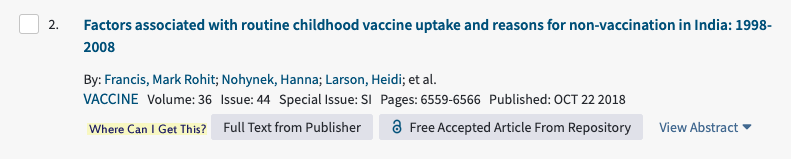 2. Factors associated with routine childhood vaccine uptake and reasons for non-vaccination in India: 1998-
2008
By: Francis, Mark Rohit; Nohynek, Hanna; Larson, Heidi; et al.
VACCINE Volume: 36 Issue: 44 Special Issue: SI Pages: 6559-6566 Published: OCT 22 2018
Where Can I Get This? Full Text from Publisher Free Accepted Article From Repository View Abstract